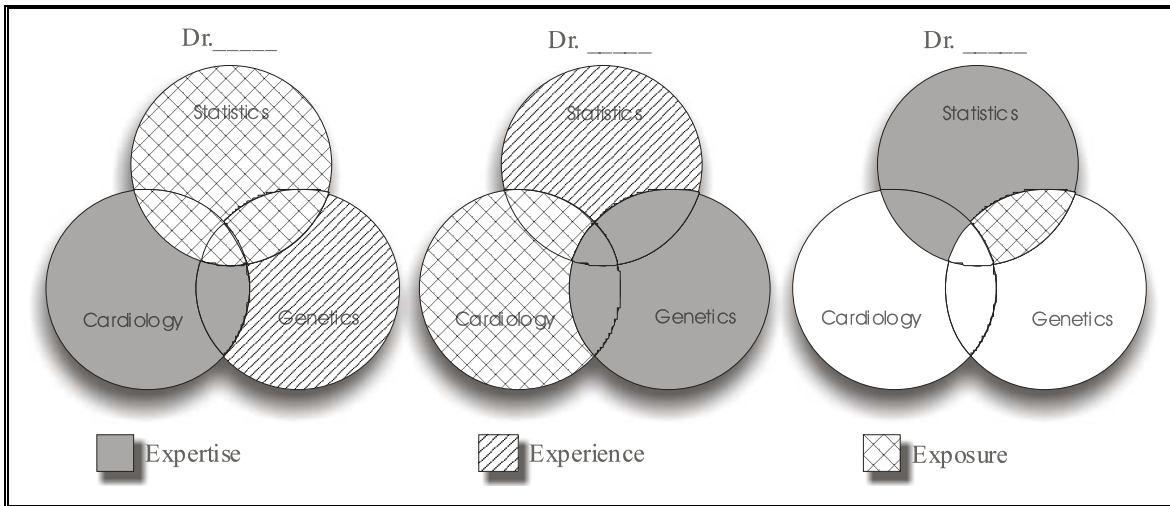 Dr._____
Dr. _____
Dr. _____
Statistics
Statistics
Statistics
Cardiology
Genetics
Cardiology
Genetics
Cardiology
Genetics
Expertise
Experience
Exposure